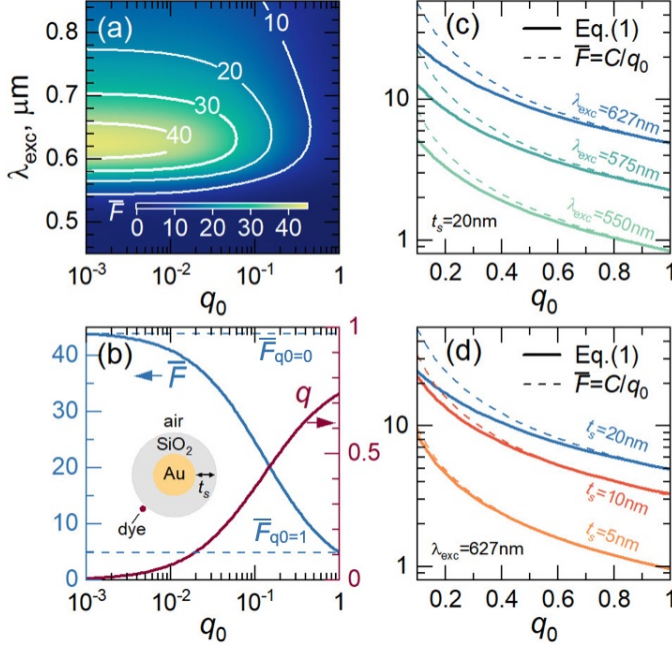 (a)
10
20
30
40
F̅
0 20 40
0.8
0.7
0.6
0.5
λexc, μm
10⁻³ 10⁻² 10⁻¹ 1
q₀
(c)
Eq.(1)
F̅=C/q₀
λexc=627nm
λexc=575nm
λexc=550nm
tₛ=20nm
10
1
0.2 0.4 0.6 0.8 1
q₀
(b)
F̅q0=0
F̅
q
air
SiO₂
Au
tₛ
dye
F̅q0=1
40
30
20
10
0
1
0.5
0
10⁻³ 10⁻² 10⁻¹ 1
q₀
(d)
Eq.(1)
F̅=C/q₀
tₛ=20nm
tₛ=10nm
tₛ=5nm
λexc=627nm
10
1
0.2 0.4 0.6 0.8 1
q₀